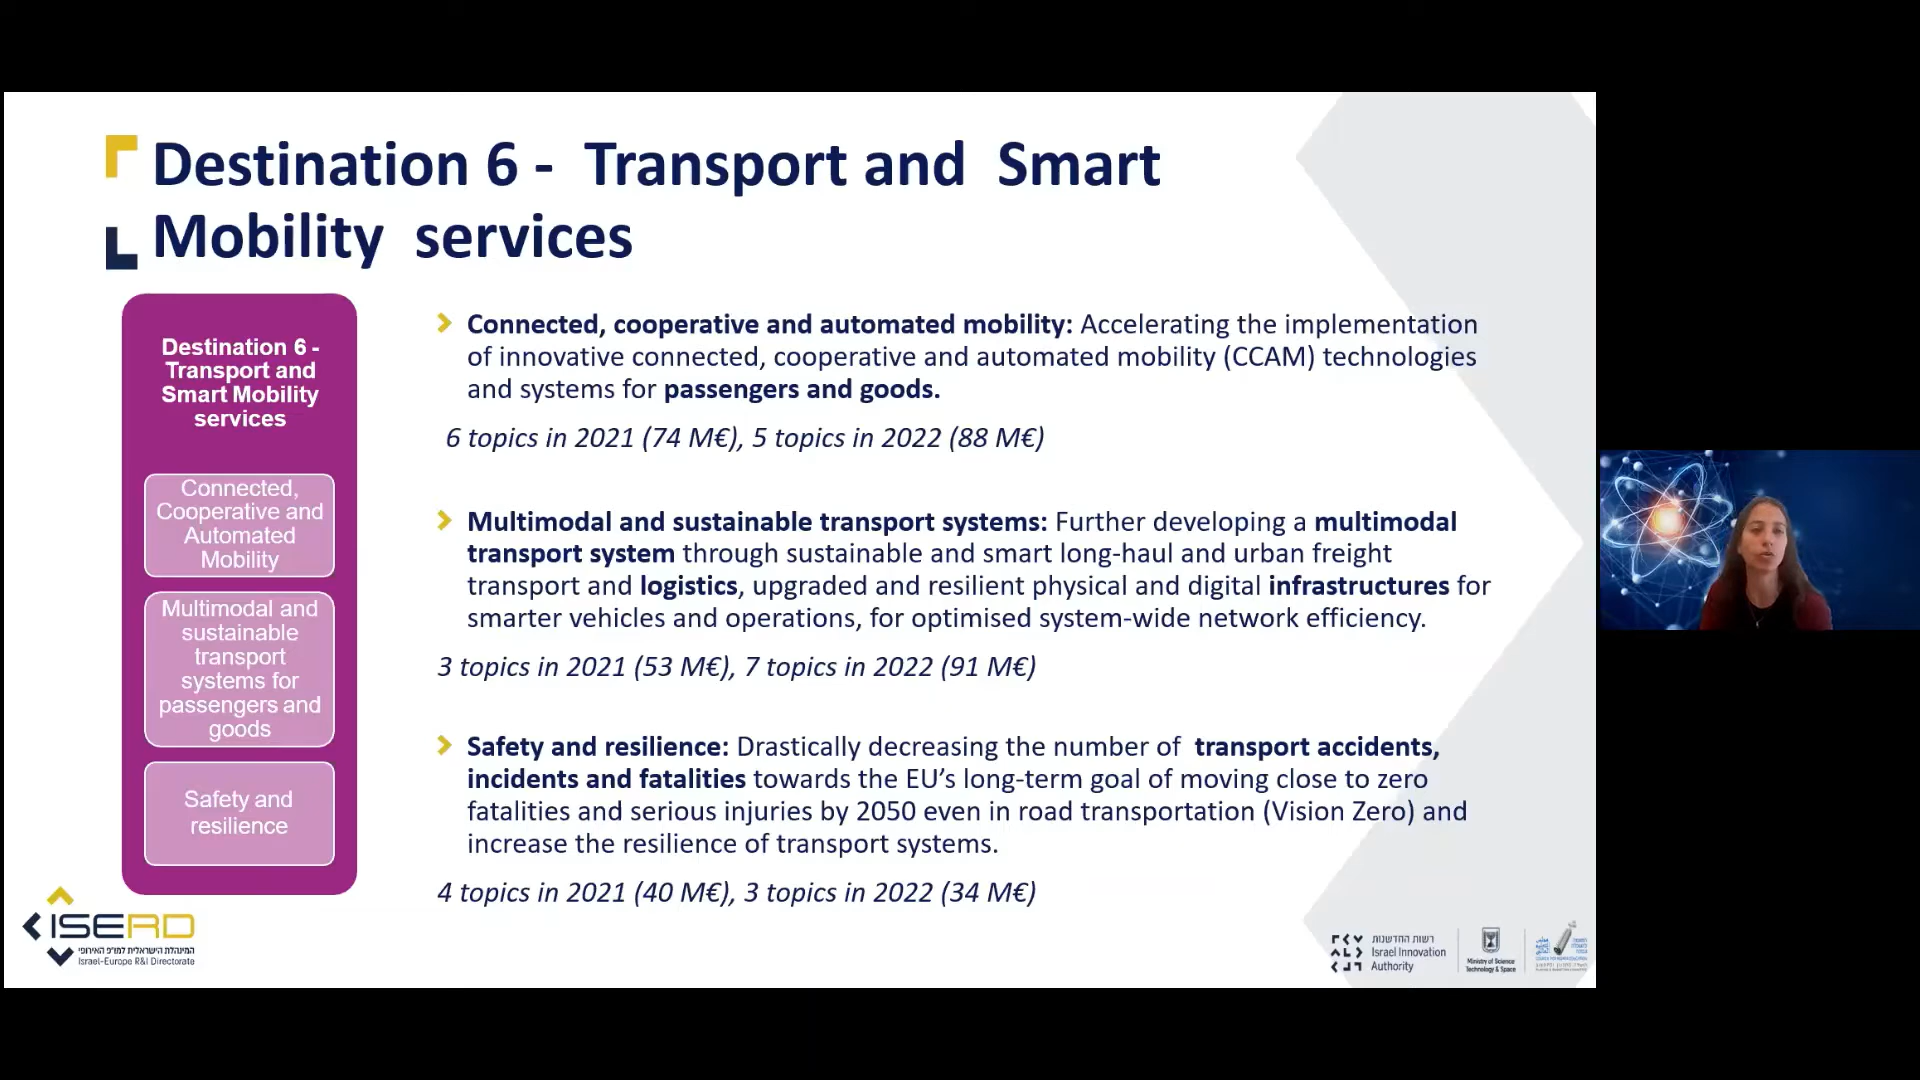 Destination 6 - Transport and Smart
Mobility services
Destination 6 -
Transport and
Smart Mobility
services
Connected,
Cooperative and
Automated
Mobility
Multimodal and
sustainable
transport
systems for
passengers and
goods
Safety and
resilience
Connected, cooperative and automated mobility: Accelerating the implementation
of innovative connected, cooperative and automated mobility (CCAM) technologies
and systems for passengers and goods.
6 topics in 2021 (74 M€), 5 topics in 2022 (88 M€)
Multimodal and sustainable transport systems: Further developing a multimodal
transport system through sustainable and smart long-haul and urban freight
transport and logistics, upgraded and resilient physical and digital infrastructures for
smarter vehicles and operations, for optimised system-wide network efficiency.
3 topics in 2021 (53 M€), 7 topics in 2022 (91 M€)
Safety and resilience: Drastically decreasing the number of transport accidents,
incidents and fatalities towards the EU’s long-term goal of moving close to zero
fatalities and serious injuries by 2050 even in road transportation (Vision Zero) and
increase the resilience of transport systems.
4 topics in 2021 (40 M€), 3 topics in 2022 (34 M€)
ISERD
המינהלת הישראלית למו"פ האירופי
Israel-Europe R&I Directorate
רשות החדשנות
Israel Innovation
Authority
Ministry of Science
Technology & Space